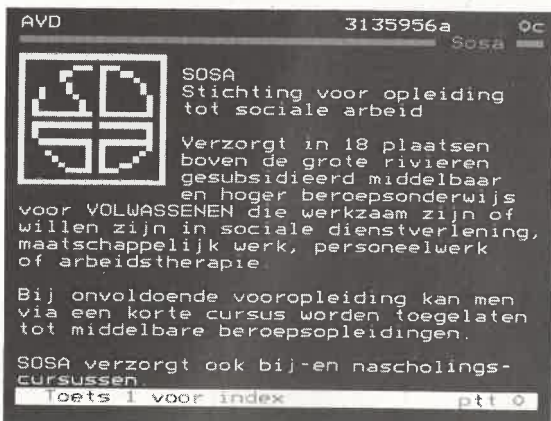 AVD 3135956a 0c
Sosa
SOSA
Stichting voor opleiding
tot sociale arbeid
Verzorgt in 18 plaatsen
boven de grote rivieren
gesubsidieerd middelbaar
en hoger beroepsonderwijs
voor VOLWASSENEN die werkzaam zijn of
willen zijn in sociale dienstverlening,
maatschappelijk werk, personeelwerk
of arbeidstherapie.
Bij onvoldoende vooropleiding kan men
via een korte cursus worden toegelaten
tot middelbare beroepsopleidingen.
SOSA verzorgt ook bij-en nascholings-
cursussen.
Toets 1 voor index ptt 0